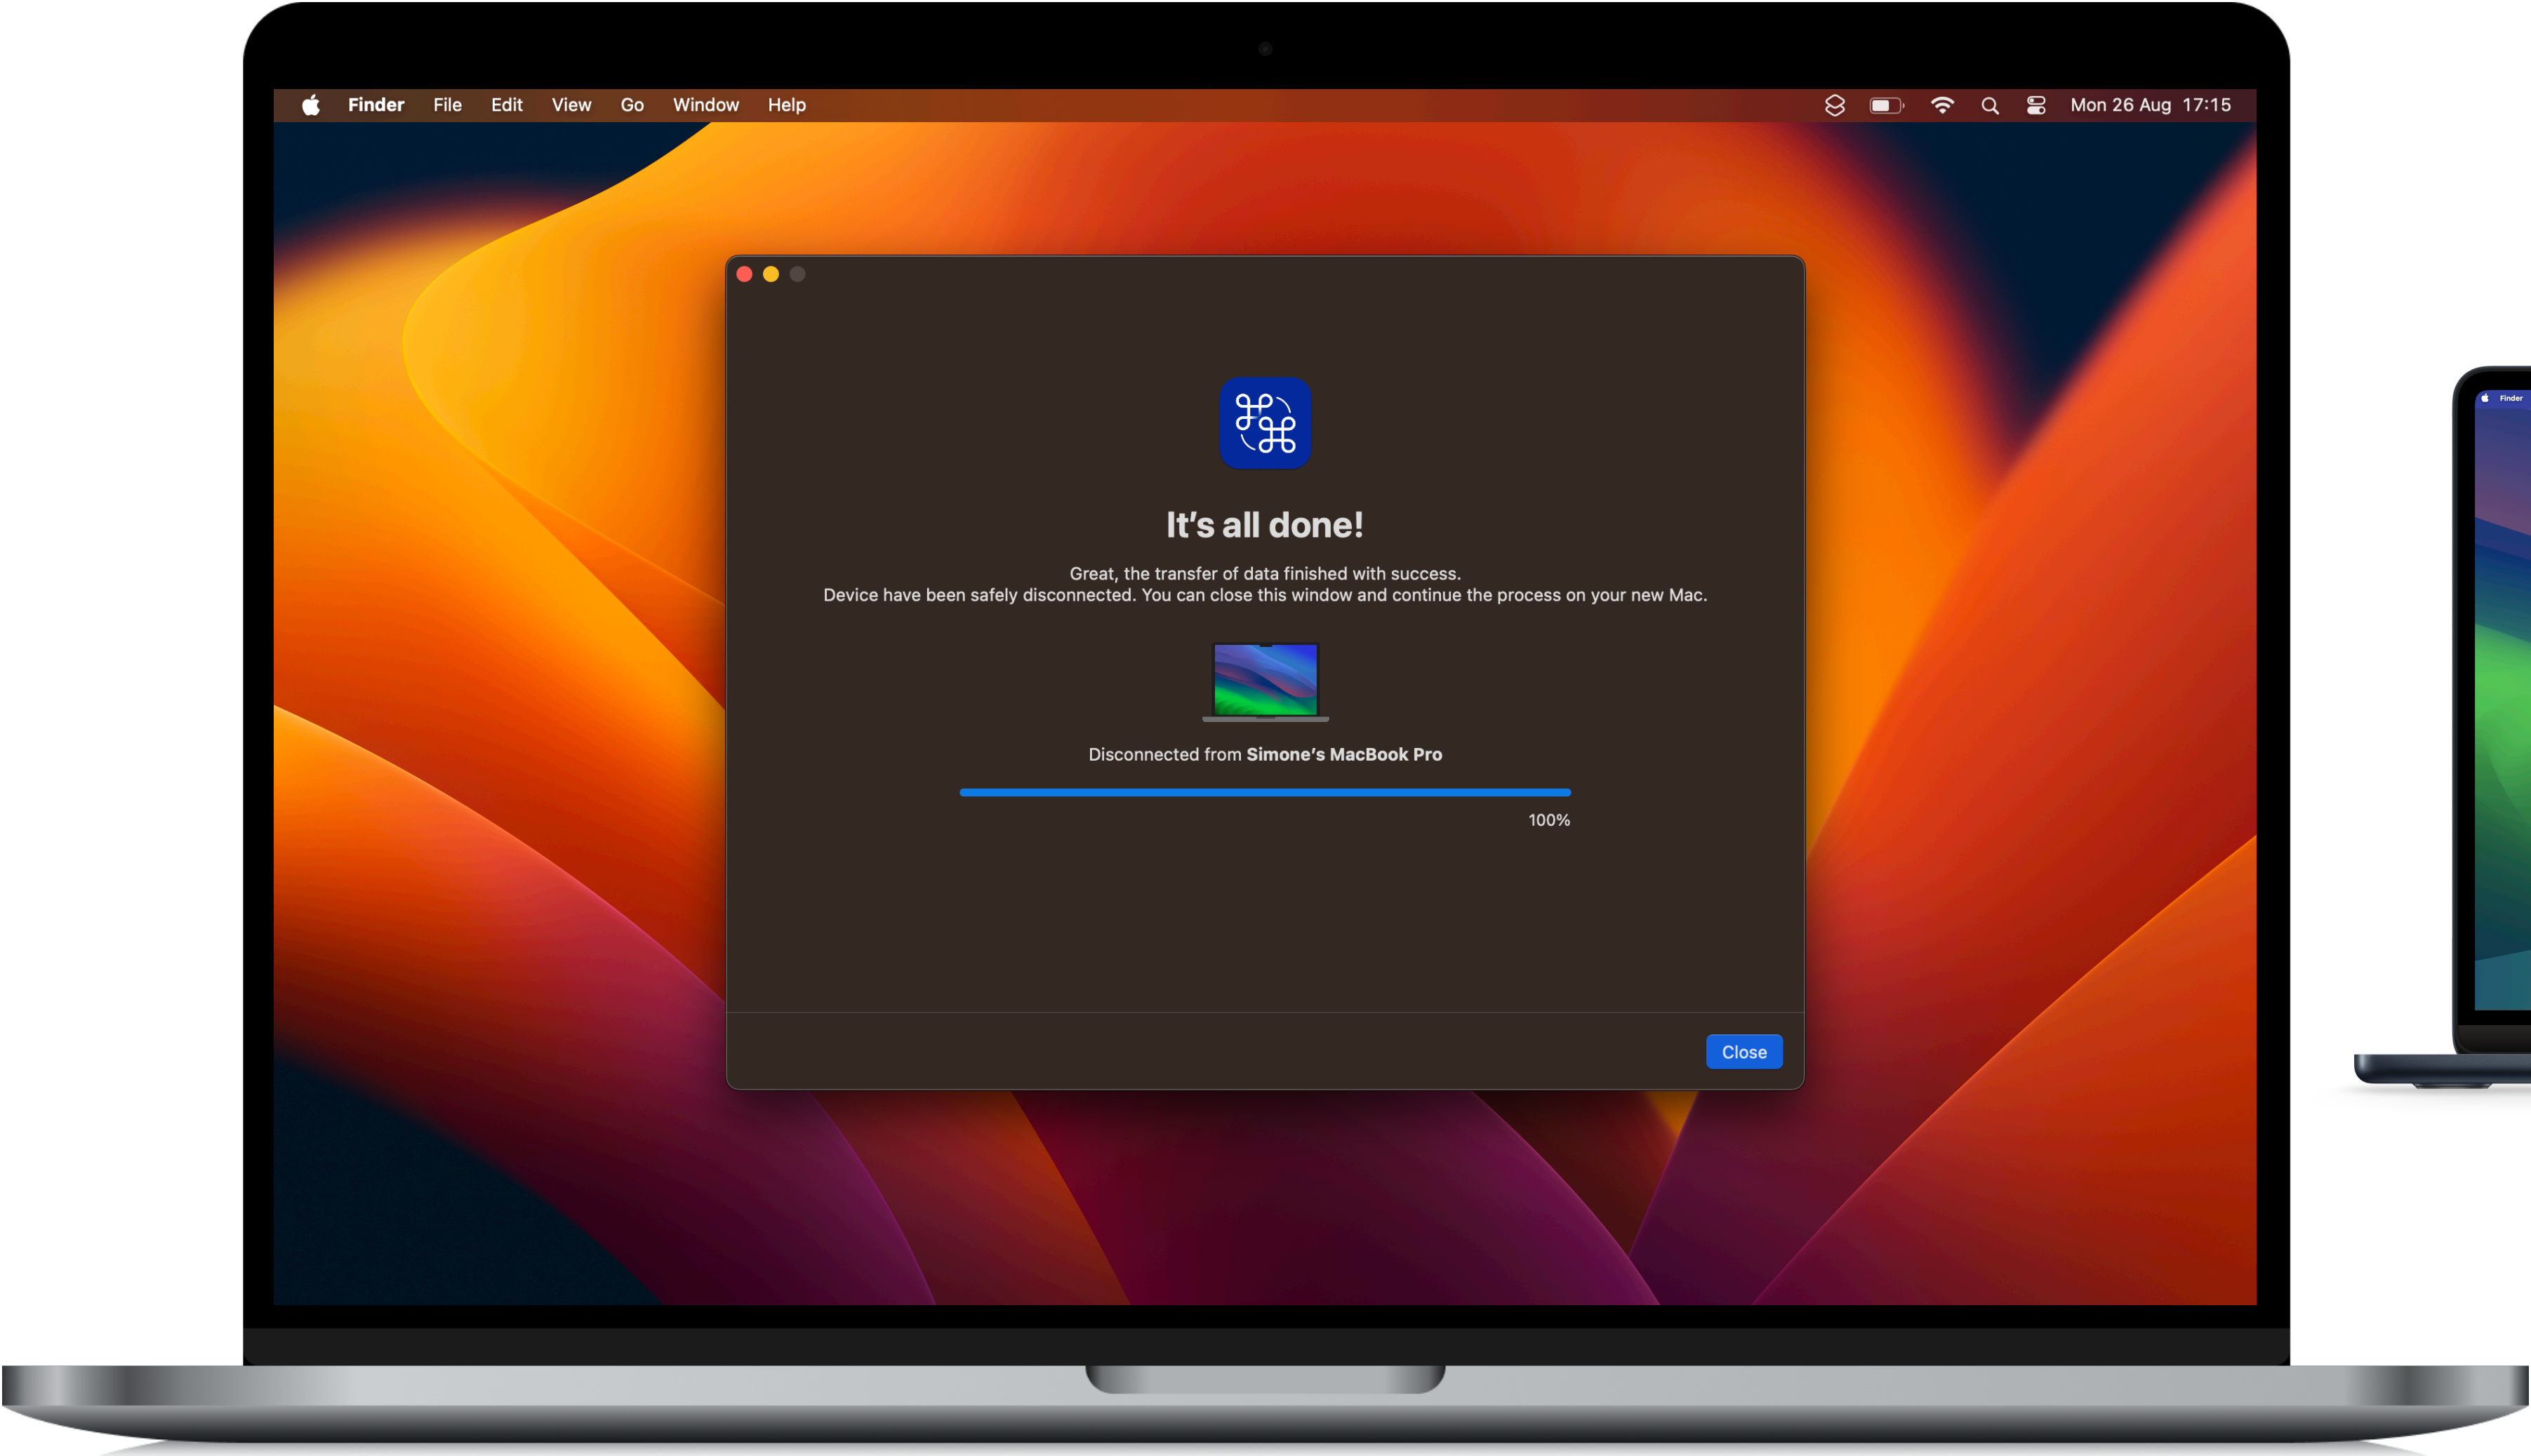 Finder File Edit View Go Window Help Mon 26 Aug 17:15
Finder
It's all done!
Great, the transfer of data finished with success.
Device have been safely disconnected. You can close this window and continue the process on your new Mac.
Disconnected from Simone's MacBook Pro
100%
Close